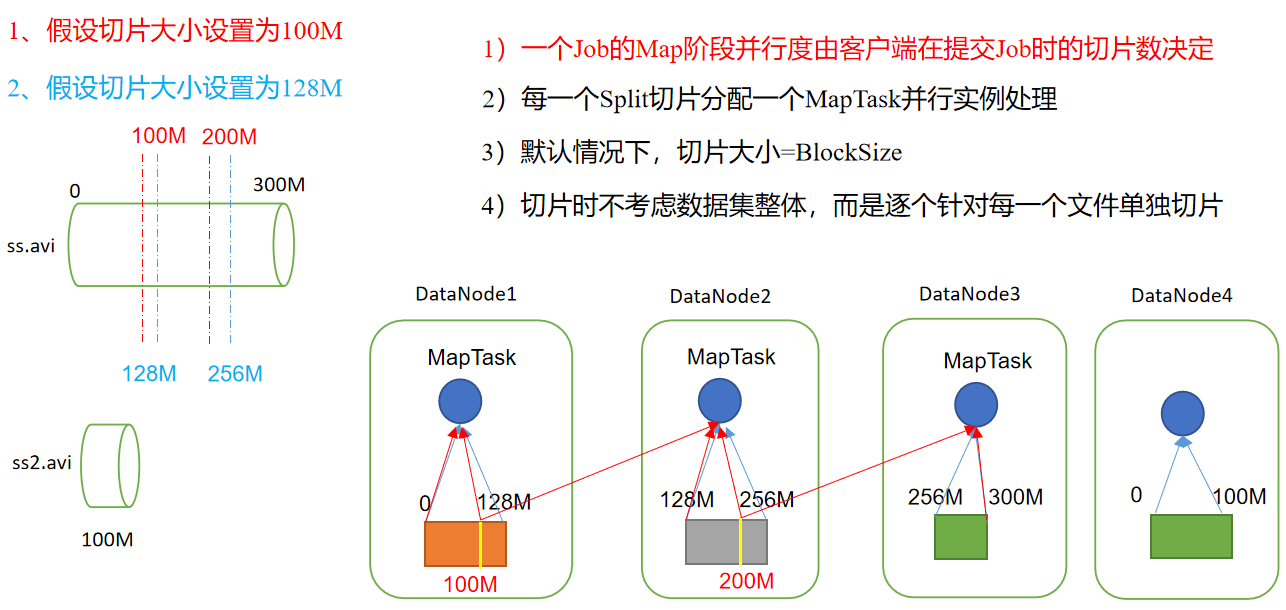 1、假设切片大小设置为100M
2、假设切片大小设置为128M
1）一个Job的Map阶段并行度由客户端在提交Job时的切片数决定
2）每一个Split切片分配一个MapTask并行实例处理
3）默认情况下，切片大小=BlockSize
4）切片时不考虑数据集整体，而是逐个针对每一个文件单独切片
100M 200M
0 300M
ss.avi
128M 256M
ss2.avi
100M
DataNode1 DataNode2 DataNode3 DataNode4
MapTask MapTask MapTask
0 128M 128M 256M 256M 300M 0 100M
100M 200M